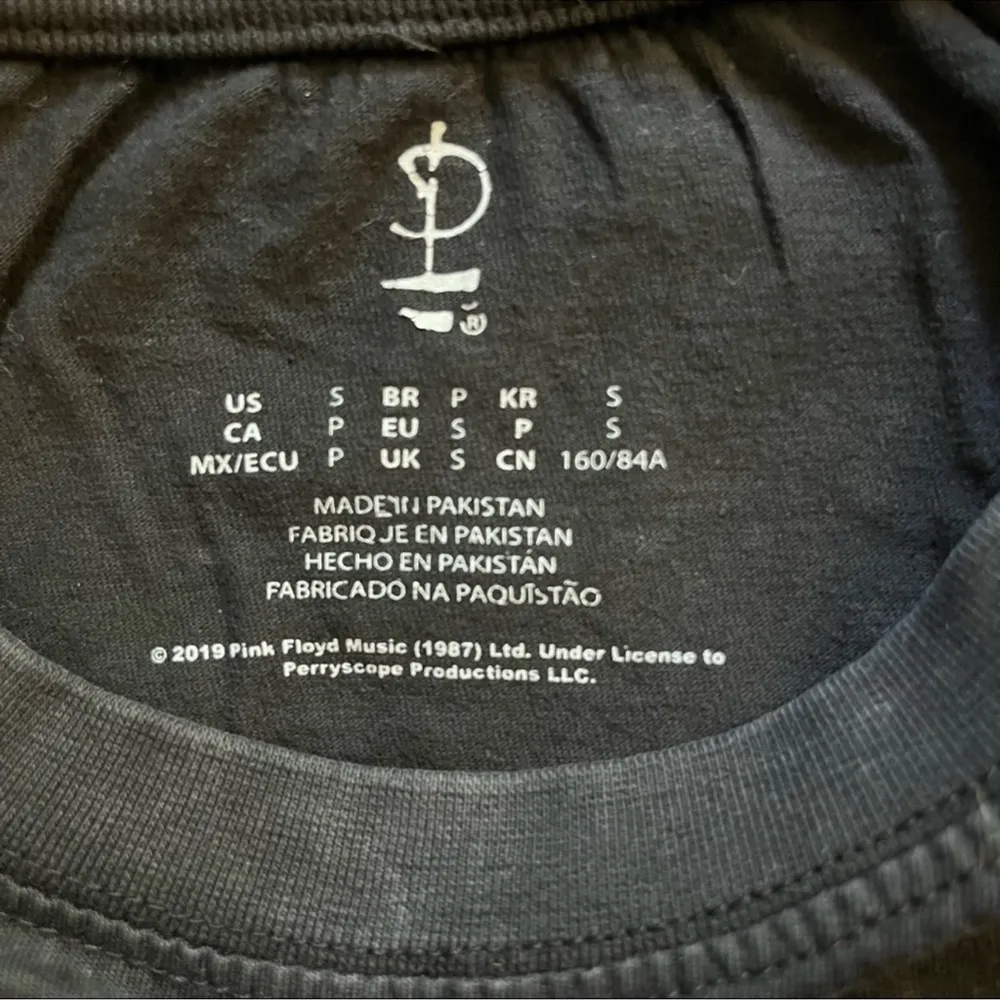 ®
US S BR P KR S
CA P EU S P S
MX/ECU P UK S CN 160/84A
MADE IN PAKISTAN
FABRIQUE EN PAKISTAN
HECHO EN PAKISTÁN
FABRICADO NA PAQUISTÃO
© 2019 Pink Floyd Music (1987) Ltd. Under License to
Perryscope Productions LLC.